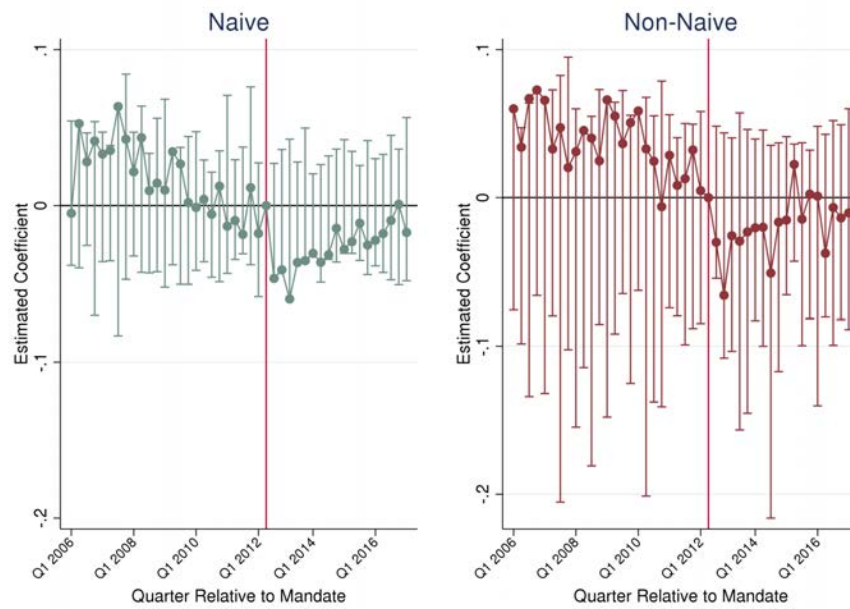 Naive
Non-Naive
Estimated Coefficient
.1
0
-.1
-.2
Q1 2006
Q1 2008
Q1 2010
Q1 2012
Q1 2014
Q1 2016
Quarter Relative to Mandate
Estimated Coefficient
.1
0
-.1
-.2
Q1 2006
Q1 2008
Q1 2010
Q1 2012
Q1 2014
Q1 2016
Quarter Relative to Mandate